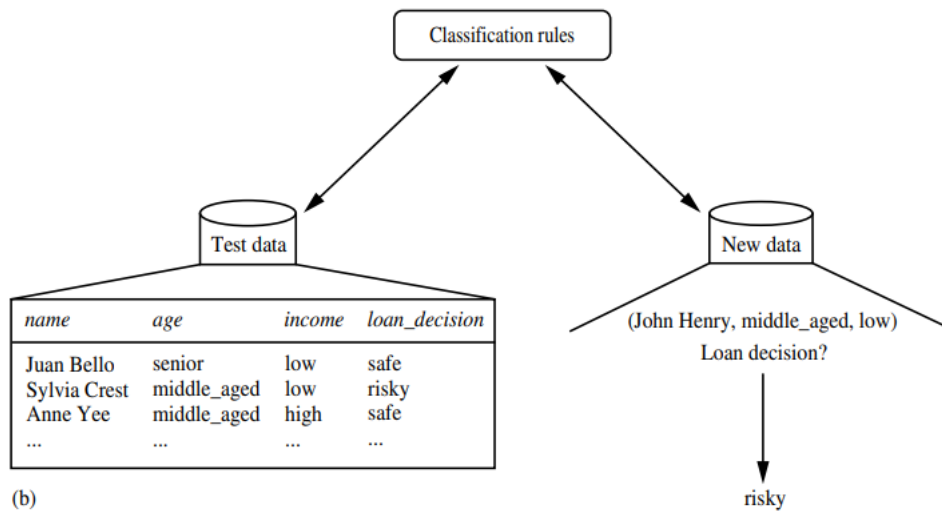 Classification rules
Test data
name age income loan_decision
Juan Bello senior low safe
Sylvia Crest middle_aged low risky
Anne Yee middle_aged high safe
... ... ... ...
New data
(John Henry, middle_aged, low)
Loan decision?
risky
(b)